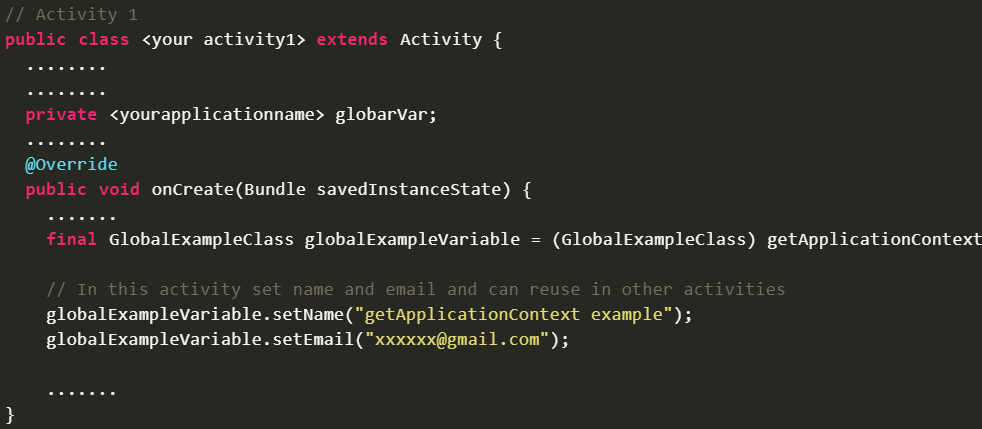 // Activity 1
public class <your activity1> extends Activity {
  ........
  ........
  private <yourapplicationname> globarVar;
  ........
  @Override
  public void onCreate(Bundle savedInstanceState) {
    .......
    final GlobalExampleClass globalExampleVariable = (GlobalExampleClass) getApplicationContext
    // In this activity set name and email and can reuse in other activities
    globalExampleVariable.setName("getApplicationContext example");
    globalExampleVariable.setEmail("xxxxxx@gmail.com");
    .......
}